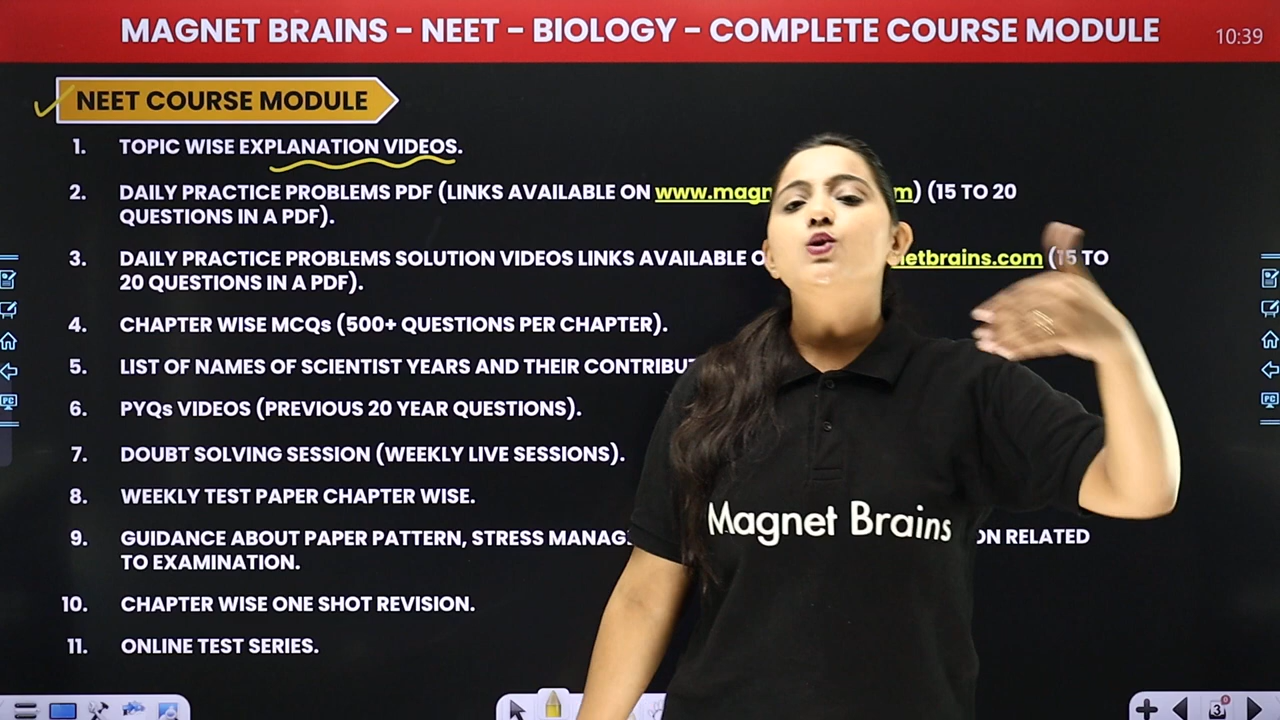 MAGNET BRAINS – NEET – BIOLOGY – COMPLETE COURSE MODULE
10:39
NEET COURSE MODULE
1. TOPIC WISE EXPLANATION VIDEOS.
2. DAILY PRACTICE PROBLEMS PDF (LINKS AVAILABLE ON www.magn m) (15 TO 20
QUESTIONS IN A PDF).
3. DAILY PRACTICE PROBLEMS SOLUTION VIDEOS LINKS AVAILABLE netbrains.com (15 TO
20 QUESTIONS IN A PDF).
4. CHAPTER WISE MCQs (500+ QUESTIONS PER CHAPTER).
5. LIST OF NAMES OF SCIENTIST YEARS AND THEIR CONTRIBUT
6. PYQs VIDEOS (PREVIOUS 20 YEAR QUESTIONS).
7. DOUBT SOLVING SESSION (WEEKLY LIVE SESSIONS).
8. WEEKLY TEST PAPER CHAPTER WISE.
9. GUIDANCE ABOUT PAPER PATTERN, STRESS MANAG ON RELATED
TO EXAMINATION.
10. CHAPTER WISE ONE SHOT REVISION.
11. ONLINE TEST SERIES.
Magnet Brains
PC
PC
3